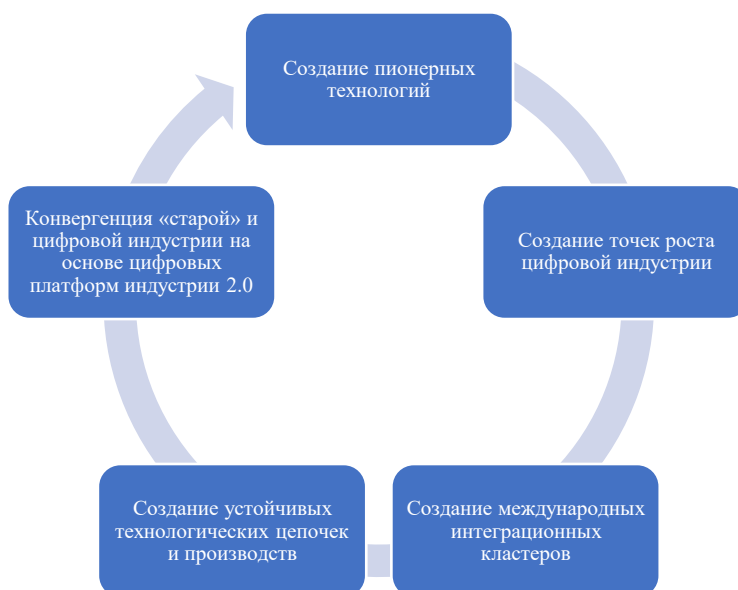 Создание пионерных
технологий
Создание точек роста
цифровой индустрии
Создание международных
интеграционных
кластеров
Создание устойчивых
технологических цепочек
и производств
Конвергенция «старой» и
цифровой индустрии на
основе цифровых
платформ индустрии 2.0